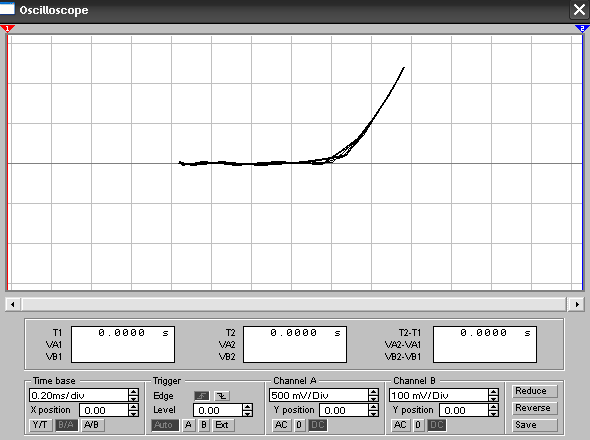 Oscilloscope
1 2
T1 0.0000 s T2 0.0000 s T2-T1 0.0000 s
VA1 VA2 VA2-VA1
VB1 VB2 VB2-VB1
Time base Trigger Channel A Channel B Reduce
0.20ms/div Edge 500 mV/Div 100 mV/Div Reverse
X position 0.00 Level 0.00 Y position 0.00 Y position 0.00
Y/T B/A A/B Auto A B Ext AC 0 DC AC 0 DC Save